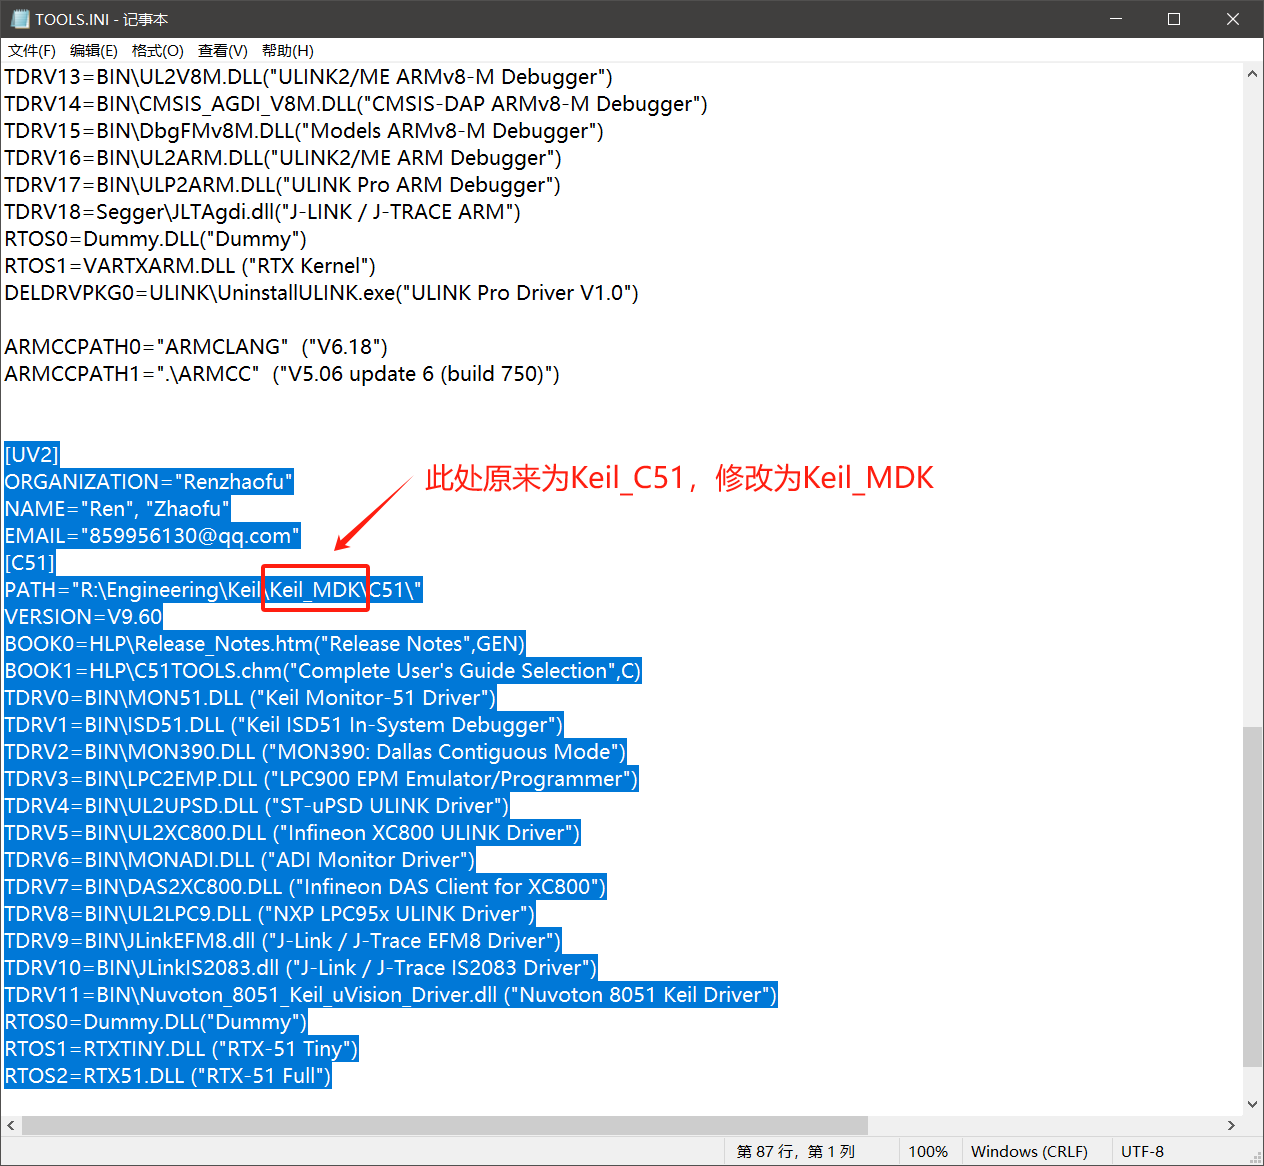 TOOLS.INI - 记事本
文件(F) 编辑(E) 格式(O) 查看(V) 帮助(H)
TDRV13=BIN\UL2V8M.DLL("ULINK2/ME ARMv8-M Debugger")
TDRV14=BIN\CMSIS_AGDI_V8M.DLL("CMSIS-DAP ARMv8-M Debugger")
TDRV15=BIN\DbgFMv8M.DLL("Models ARMv8-M Debugger")
TDRV16=BIN\UL2ARM.DLL("ULINK2/ME ARM Debugger")
TDRV17=BIN\ULP2ARM.DLL("ULINK Pro ARM Debugger")
TDRV18=Segger\JLTAgdi.dll("J-LINK / J-TRACE ARM")
RTOS0=Dummy.DLL("Dummy")
RTOS1=VARTXARM.DLL ("RTX Kernel")
DELDRVPKG0=ULINK\UninstallULINK.exe("ULINK Pro Driver V1.0")
ARMCCPATH0="ARMCLANG" ("V6.18")
ARMCCPATH1=".\ARMCC" ("V5.06 update 6 (build 750)")
[UV2]
ORGANIZATION="Renzhaofu"
此处原来为Keil_C51，修改为Keil_MDK
NAME="Ren", "Zhaofu"
EMAIL="859956130@qq.com"
[C51]
PATH="R:\Engineering\Keil\Keil_MDK\C51\"
VERSION=V9.60
BOOK0=HLP\Release_Notes.htm("Release Notes",GEN)
BOOK1=HLP\C51TOOLS.chm("Complete User's Guide Selection",C)
TDRV0=BIN\MON51.DLL ("Keil Monitor-51 Driver")
TDRV1=BIN\ISD51.DLL ("Keil ISD51 In-System Debugger")
TDRV2=BIN\MON390.DLL ("MON390: Dallas Contiguous Mode")
TDRV3=BIN\LPC2EMP.DLL ("LPC900 EPM Emulator/Programmer")
TDRV4=BIN\UL2UPSD.DLL ("ST-uPSD ULINK Driver")
TDRV5=BIN\UL2XC800.DLL ("Infineon XC800 ULINK Driver")
TDRV6=BIN\MONADI.DLL ("ADI Monitor Driver")
TDRV7=BIN\DAS2XC800.DLL ("Infineon DAS Client for XC800")
TDRV8=BIN\UL2LPC9.DLL ("NXP LPC95x ULINK Driver")
TDRV9=BIN\JLinkEFM8.dll ("J-Link / J-Trace EFM8 Driver")
TDRV10=BIN\JLinkIS2083.dll ("J-Link / J-Trace IS2083 Driver")
TDRV11=BIN\Nuvoton_8051_Keil_uVision_Driver.dll ("Nuvoton 8051 Keil Driver")
RTOS0=Dummy.DLL("Dummy")
RTOS1=RTXTINY.DLL ("RTX-51 Tiny")
RTOS2=RTX51.DLL ("RTX-51 Full")
第 87 行，第 1 列 100% Windows (CRLF) UTF-8